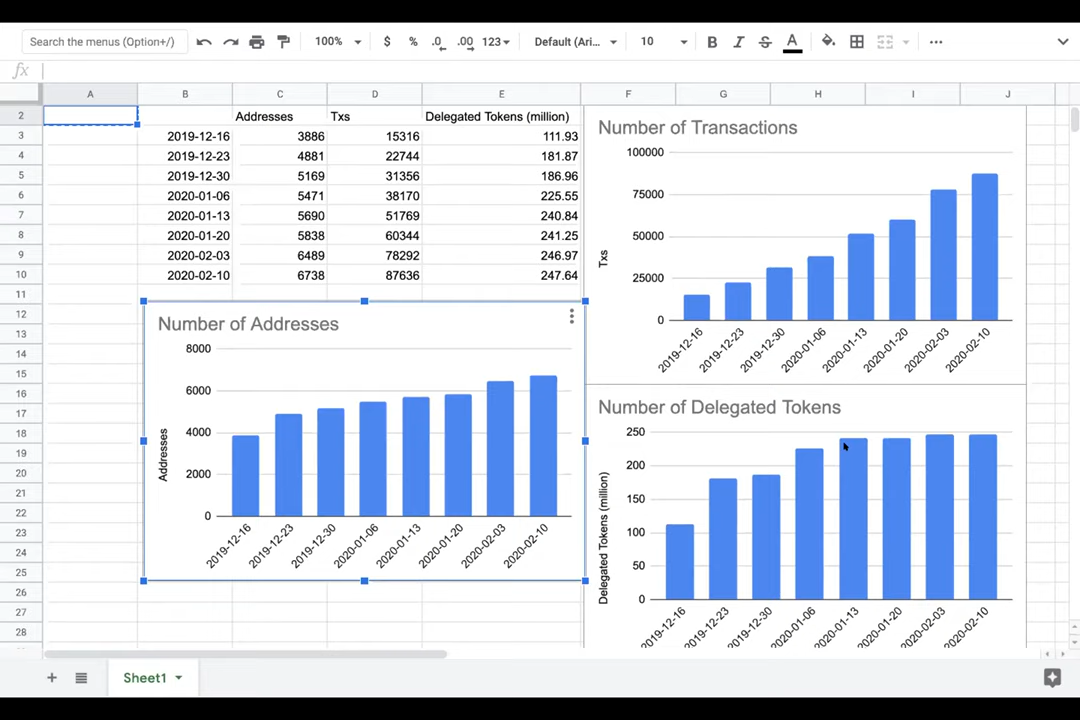 Search the menus (Option+/)
100%
$
%
.0
.00
123
Default (Ari...
10
B
I
S
A
fx
A B C D E F G H I J
2 Addresses Txs Delegated Tokens (million)
3 2019-12-16 3886 15316 111.93
4 2019-12-23 4881 22744 181.87
5 2019-12-30 5169 31356 186.96
6 2020-01-06 5471 38170 225.55
7 2020-01-13 5690 51769 240.84
8 2020-01-20 5838 60344 241.25
9 2020-02-03 6489 78292 246.97
10 2020-02-10 6738 87636 247.64
11
12
13
14
15
16
17
18
19
20
21
22
23
24
25
26
27
28
Number of Addresses
Addresses
8000
6000
4000
2000
0
2019-12-16
2019-12-23
2019-12-30
2020-01-06
2020-01-13
2020-01-20
2020-02-03
2020-02-10
Number of Transactions
Txs
100000
75000
50000
25000
0
2019-12-16
2019-12-23
2019-12-30
2020-01-06
2020-01-13
2020-01-20
2020-02-03
2020-02-10
Number of Delegated Tokens
Delegated Tokens (million)
250
200
150
100
50
0
2019-12-16
2019-12-23
2019-12-30
2020-01-06
2020-01-13
2020-01-20
2020-02-03
2020-02-10
Sheet1